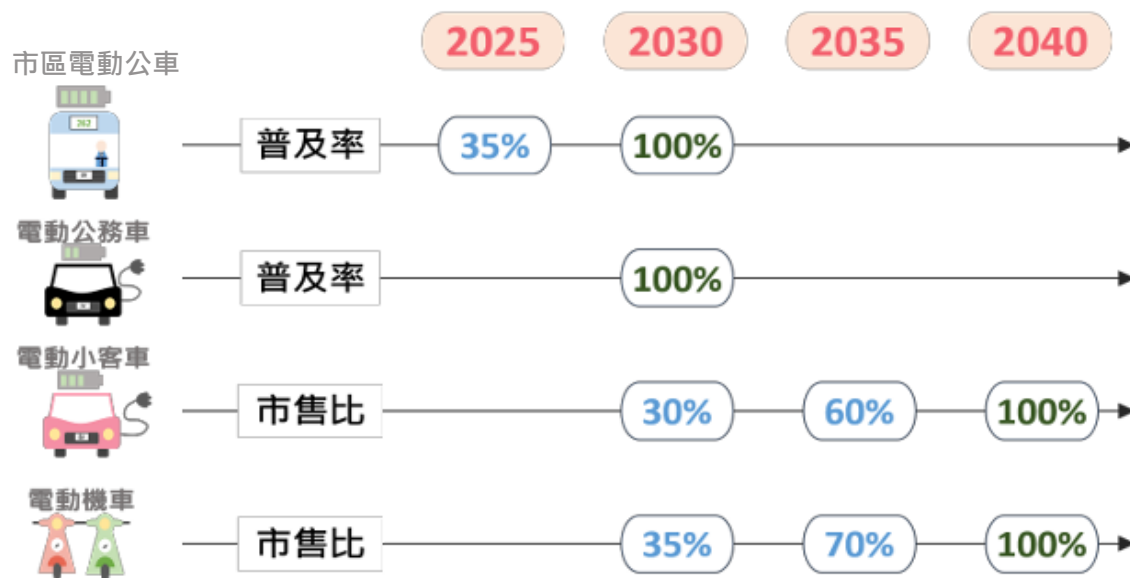 2025 2030 2035 2040
市區電動公車
262
普及率 35% 100%
電動公務車
普及率 100%
電動小客車
市售比 30% 60% 100%
電動機車
市售比 35% 70% 100%